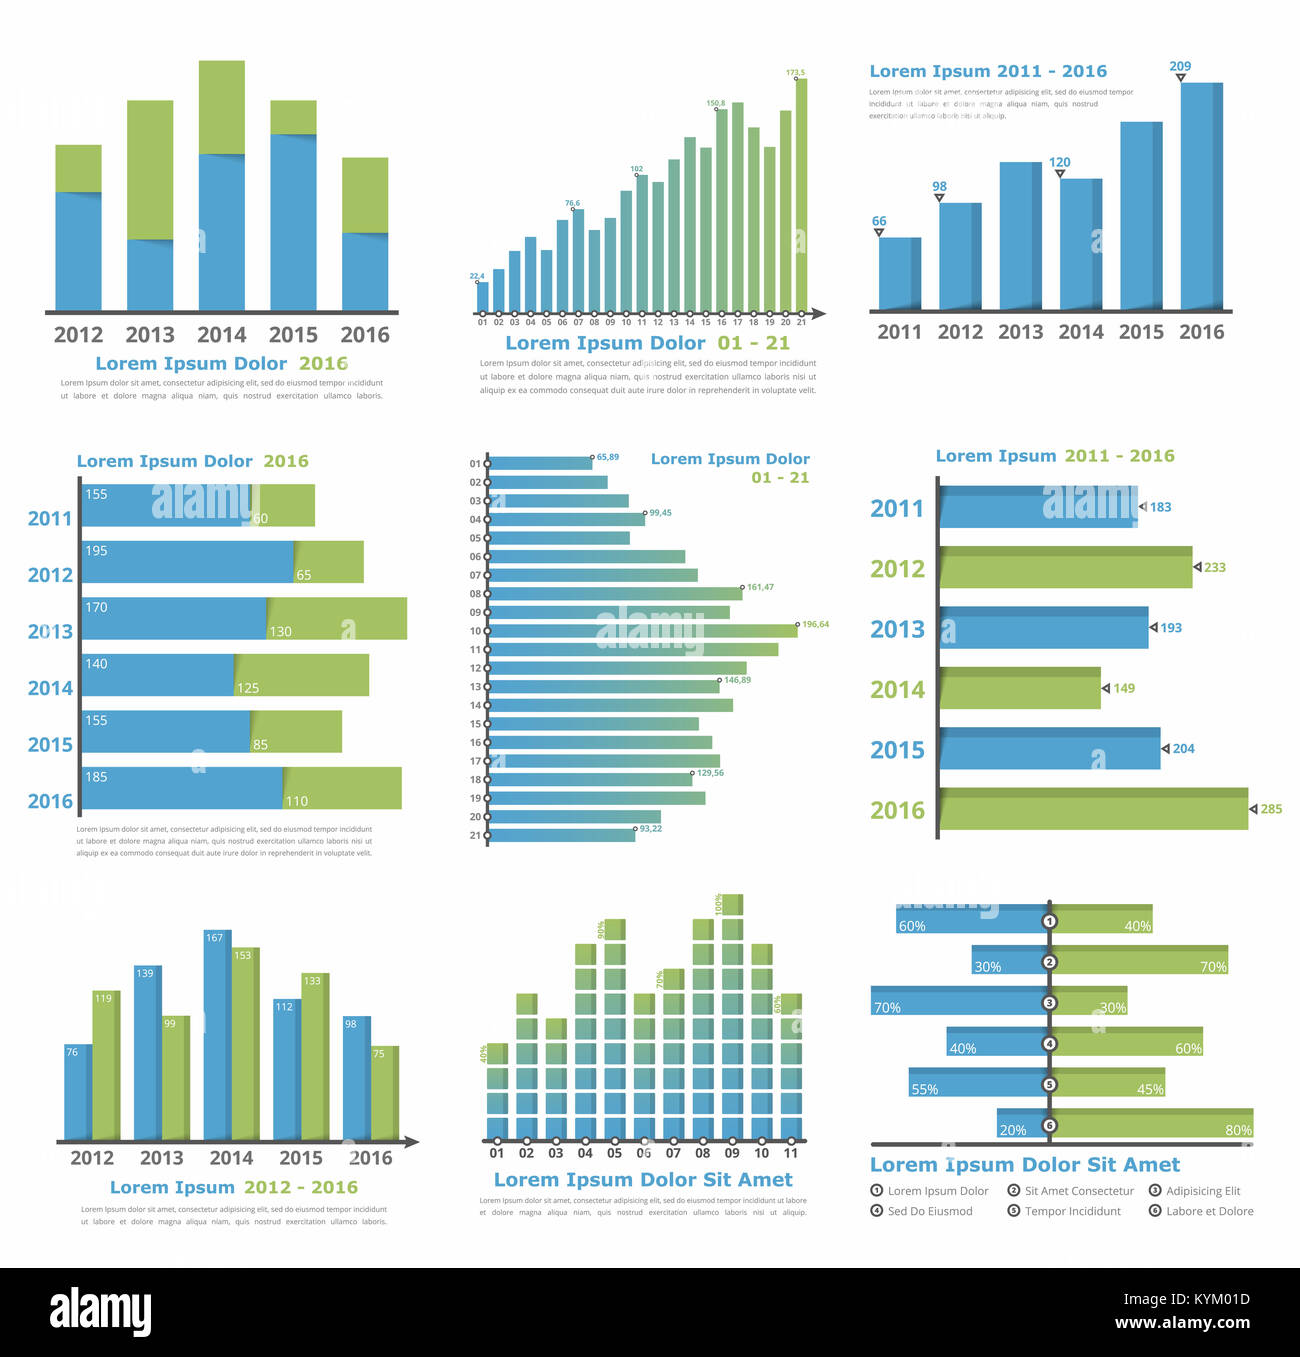 2012 2013 2014 2015 2016
Lorem Ipsum Dolor 2016
Lorem Ipsum dolor sit amet, consectetur adipisicing elit, sed do eiusmod tempor incididunt
ut labore et dolore magna aliqua niam, quis nostrud exercitation ullamco laboris.
173,5
150,8
102
76,6
22,4
01 02 03 04 05 06 07 08 09 10 11 12 13 14 15 16 17 18 19 20 21
Lorem Ipsum Dolor 01 - 21
Lorem Ipsum dolor sit amet, consectetur adipisicing elit, sed do eiusmod tempor incididunt
ut labore et dolore magna aliqua niam, quis nostrud exercitation ullamco laboris nisi ut
aliquip ex ea commodo consequat duit aute irure dolor in reprehenderit in voluptate velit.
Lorem Ipsum 2011 - 2016
Lorem Ipsum dolor sit amet, consectetur adipisicing elit, sed do eiusmod tempor
incididunt ut labore et dolore magna aliqua niam, quis nostrud
exercitation ullamco laboris nisi ut aliquip.
209
120
98
66
2011 2012 2013 2014 2015 2016
Lorem Ipsum Dolor 2016
2011 155 60
2012 195 65
2013 170 130
2014 140 125
2015 155 85
2016 185 110
Lorem Ipsum dolor sit amet, consectetur adipisicing elit, sed do eiusmod tempor incididunt
ut labore et dolore magna aliqua niam, quis nostrud exercitation ullamco laboris nisi ut
aliquip ex ea commodo consequat duit aute irure dolor in reprehenderit in voluptate velit.
Lorem Ipsum Dolor
01 - 21
01 65,89
02
03
04 99,45
05
06
07
08 161,47
09
10 196,64
11
12
13 146,89
14
15
16
17
18 129,56
19
20
21 93,22
Lorem Ipsum 2011 - 2016
2011 183
2012 233
2013 193
2014 149
2015 204
2016 285
76 119 139 99 167 153 112 133 98 75
2012 2013 2014 2015 2016
Lorem Ipsum 2012 - 2016
Lorem Ipsum dolor sit amet, consectetur adipisicing elit, sed do eiusmod tempor incididunt
ut labore et dolore magna aliqua niam, quis nostrud exercitation ullamco laboris.
40% 90% 70% 100% 60%
01 02 03 04 05 06 07 08 09 10 11
Lorem Ipsum Dolor Sit Amet
Lorem Ipsum dolor sit amet, consectetur adipisicing elit, sed do eiusmod tempor incididunt ut labore
et dolore magna aliqua niam, quis nostrud exercitation ullamco laboris nisi ut aliquip.
60% 1 40%
30% 2 70%
70% 3 30%
40% 4 60%
55% 5 45%
20% 6 80%
Lorem Ipsum Dolor Sit Amet
1 Lorem Ipsum Dolor 2 Sit Amet Consectetur 3 Adipisicing Elit
4 Sed Do Eiusmod 5 Tempor Incididunt 6 Labore et Dolore
alamy
alamy
Image ID: KYM01D
www.alamy.com